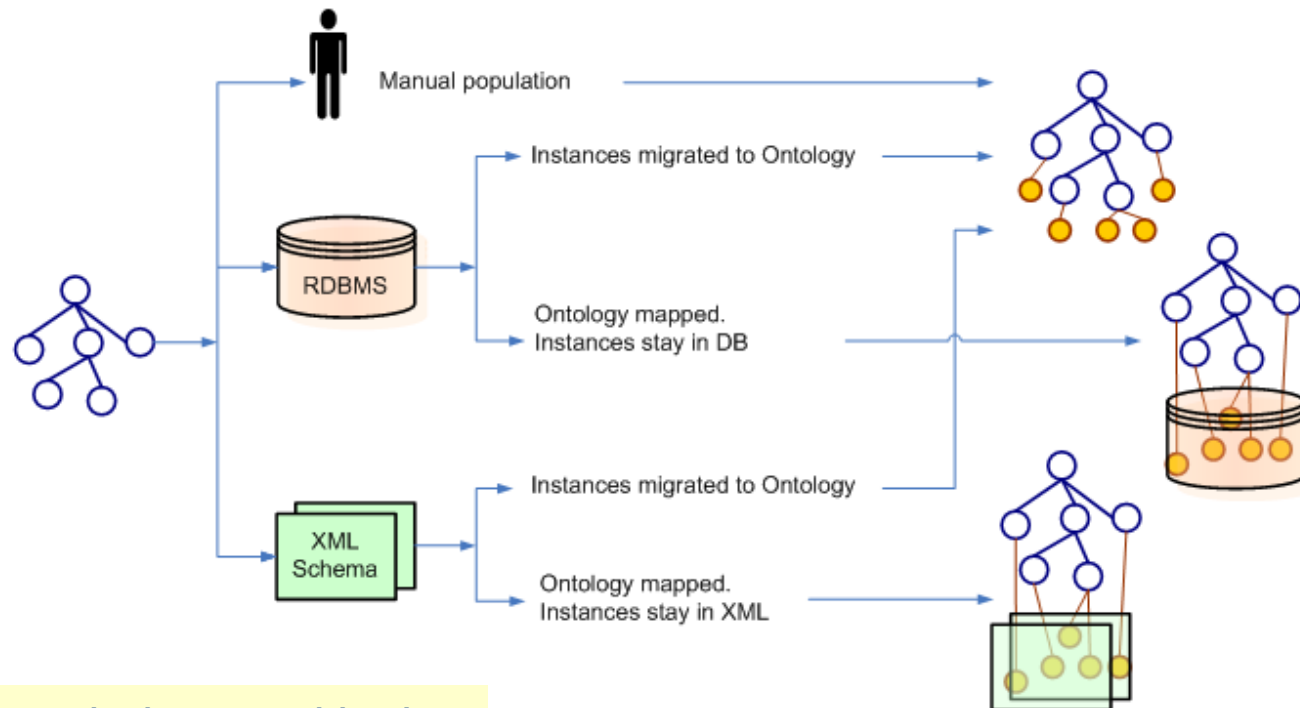 Manual population
Instances migrated to Ontology
RDBMS
Ontology mapped.
Instances stay in DB
Instances migrated to Ontology
XML
Schema
Ontology mapped.
Instances stay in XML